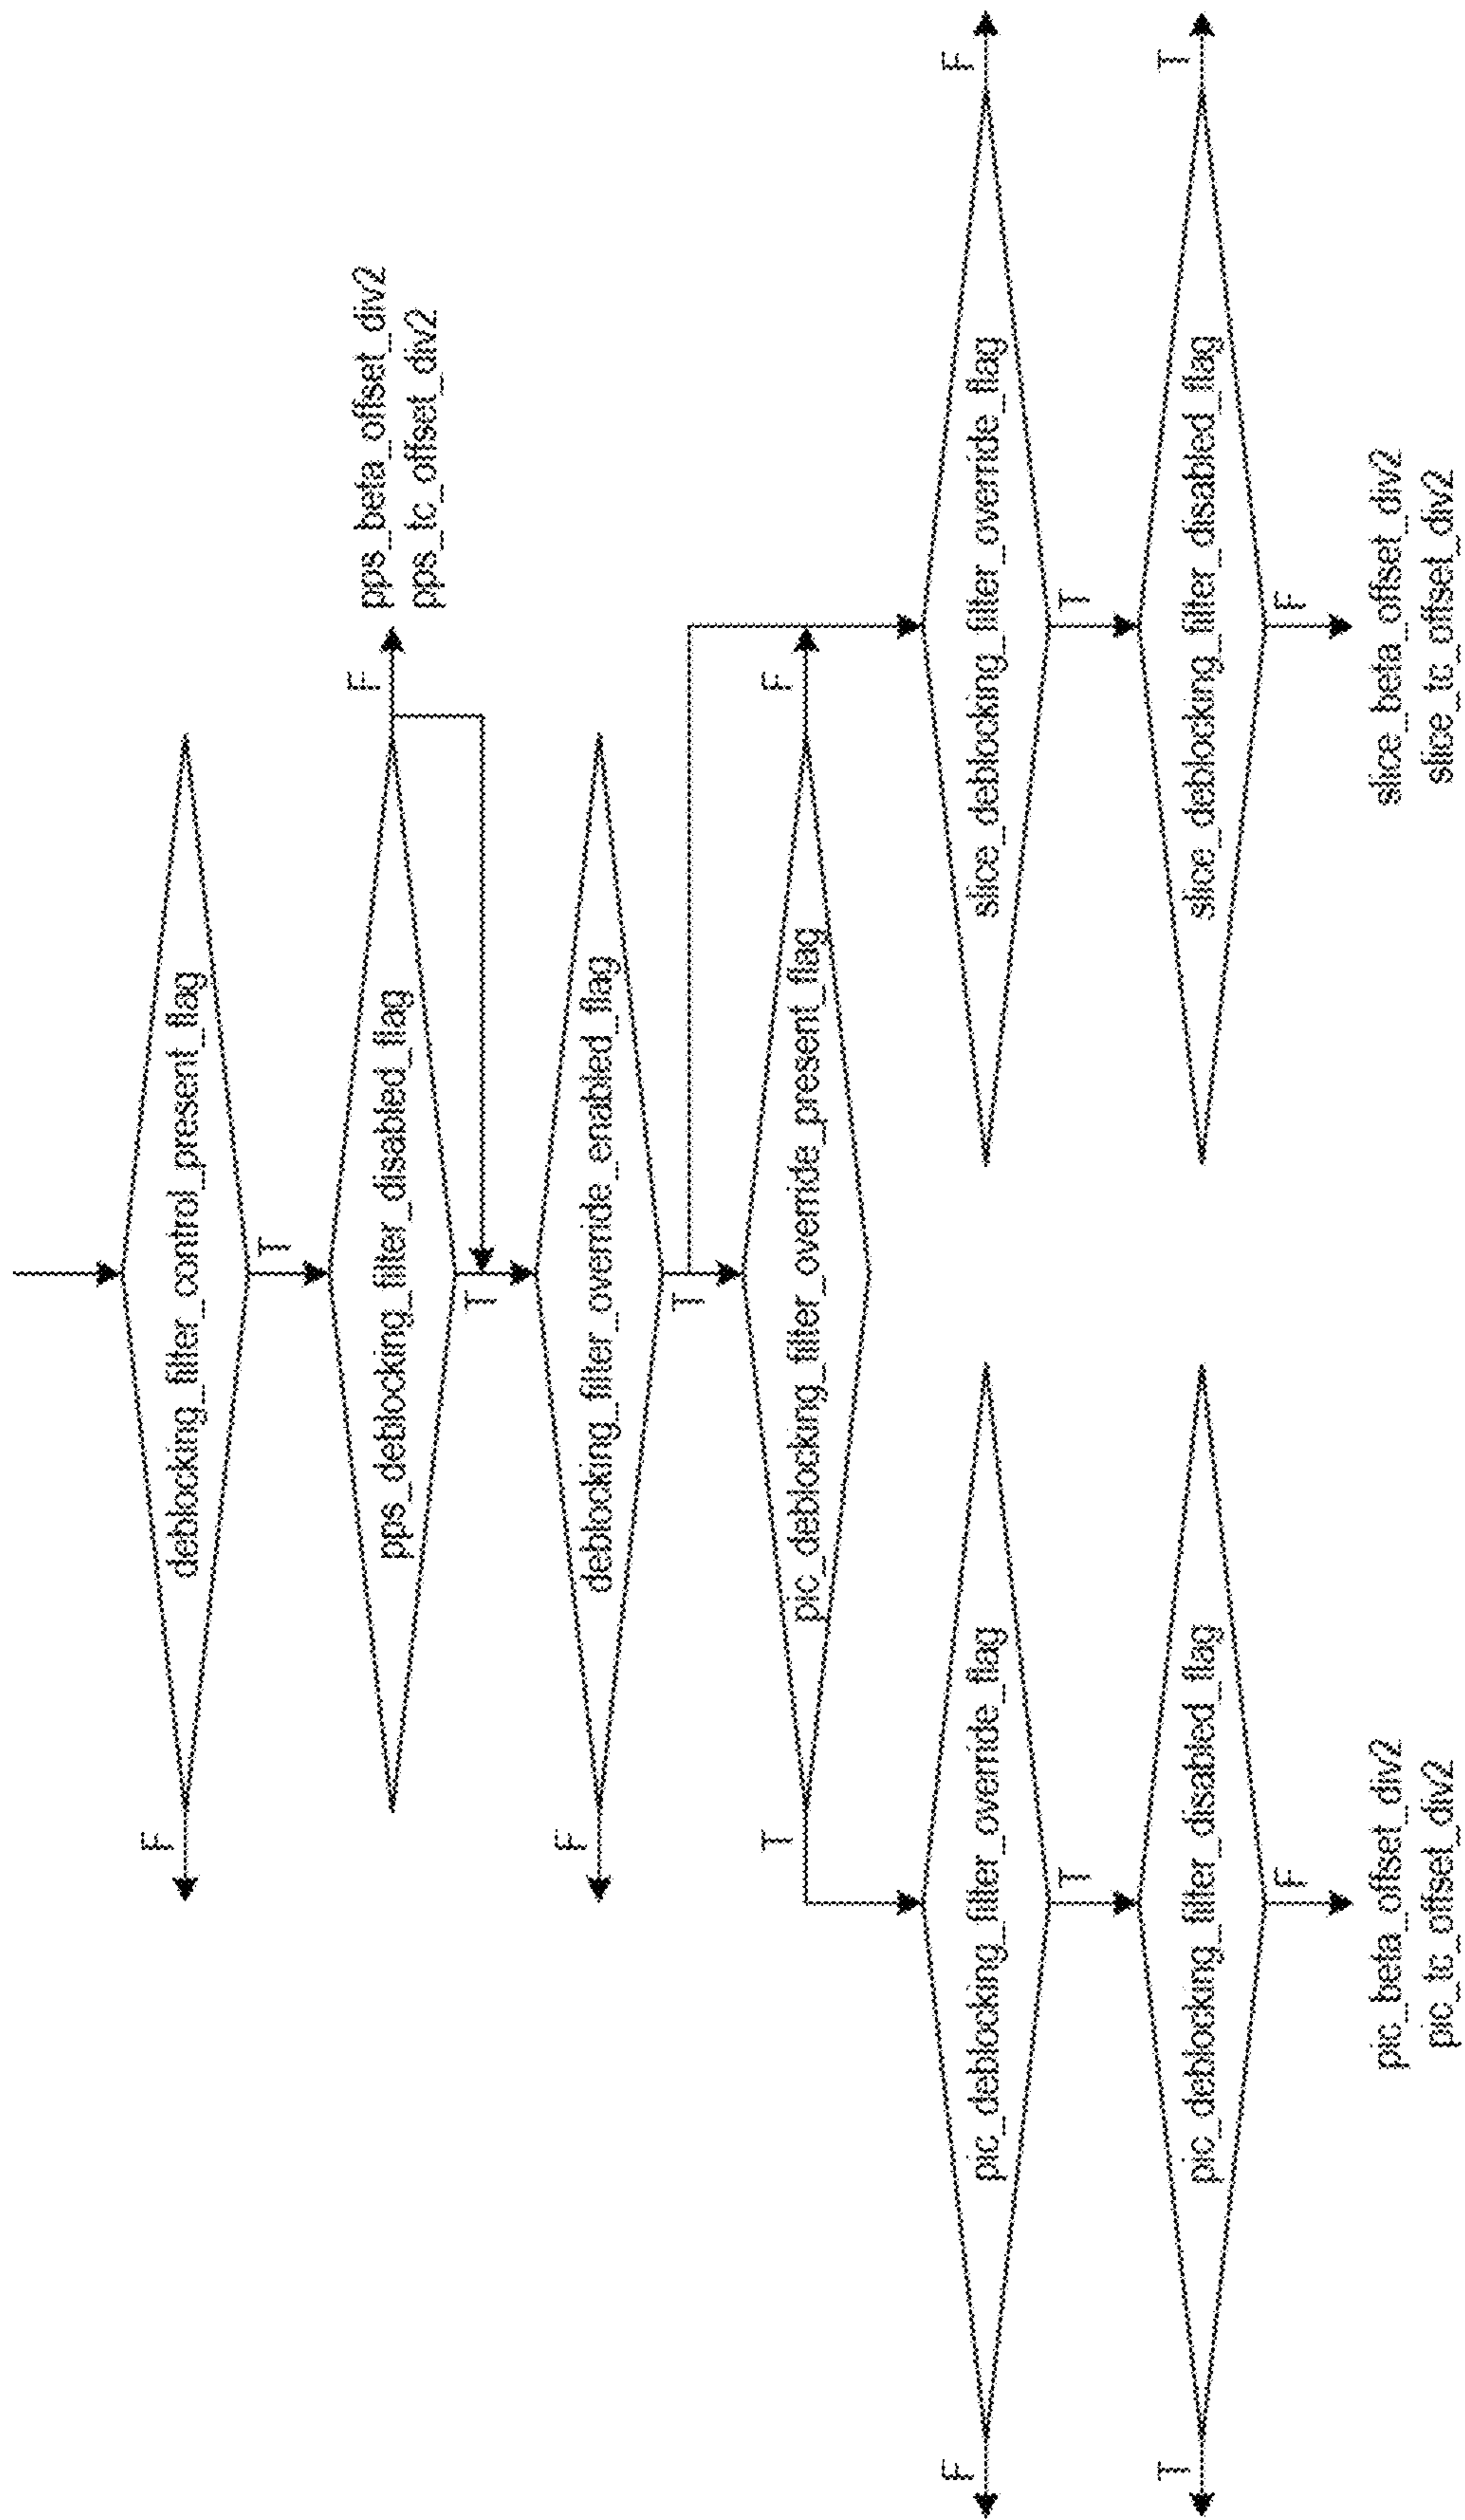 deblocking_filter_control_present_flag
F
T
pps_deblocking_filter_disabled_flag
F
pps_beta_offset_div2
pps_tc_offset_div2
T
deblocking_filter_override_enabled_flag
F
T
pic_deblocking_filter_override_present_flag
T
F
pic_deblocking_filter_override_flag
F
T
pic_deblocking_filter_disabled_flag
T
F
pic_beta_offset_div2
pic_tc_offset_div2
slice_deblocking_filter_override_flag
F
T
slice_deblocking_filter_disabled_flag
T
F
slice_beta_offset_div2
slice_tc_offset_div2